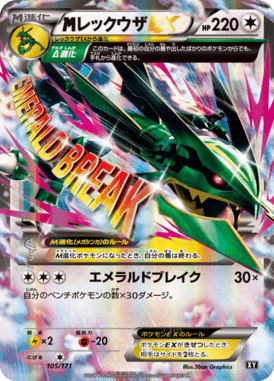 M進化
MレックウザEX HP220
レックウザEXから進化
Δ進化
このカードは、最初の自分の番や出したばかりのポケモンからでも、
手札から進化できる。
EMERALD BREAK
M進化(メガシンカ)のルール
M進化ポケモンになったとき、自分の番は終わる。
エメラルドブレイク 30×
自分のベンチポケモンの数×30ダメージ。
弱点 ×2 抵抗力 -20
にげる
ポケモンEXのルール
ポケモンEXがきぜつしたとき、
相手はサイドを2枚とる。
105/171
Illus.5ban Graphics
XY